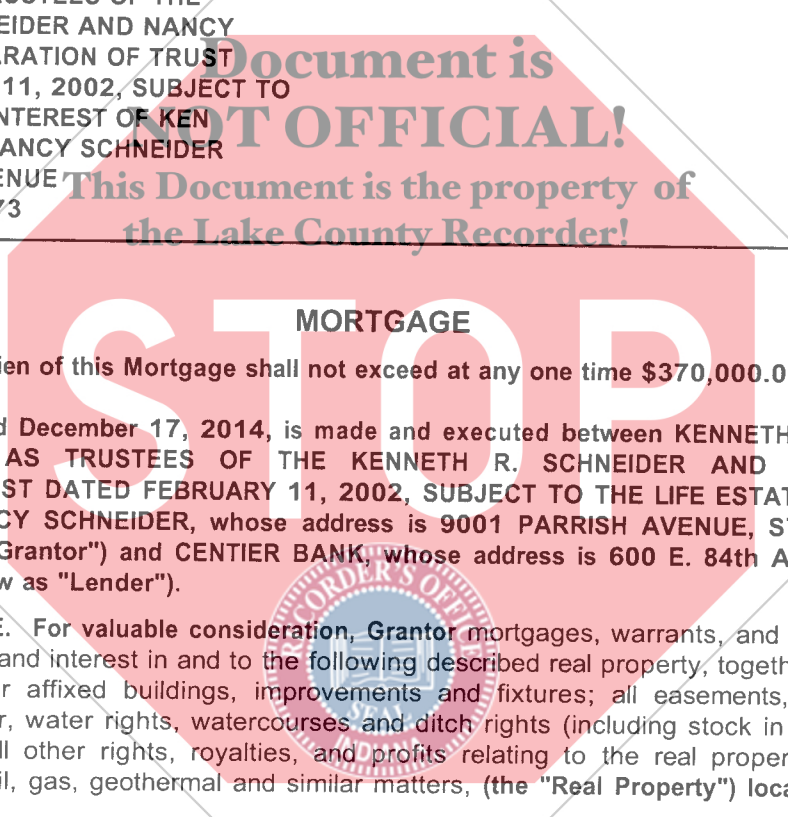 EIDER AND NANCY
RATION OF TRUST
11, 2002, SUBJECT TO
NTEREST OF KEN
ANCY SCHNEIDER
ENUE
73
Document is
NOT OFFICIAL!
This Document is the property of
the Lake County Recorder!
STOP
MORTGAGE
ien of this Mortgage shall not exceed at any one time $370,000.0
d December 17, 2014, is made and executed between KENNETH
AS TRUSTEES OF THE KENNETH R. SCHNEIDER AND
ST DATED FEBRUARY 11, 2002, SUBJECT TO THE LIFE ESTAT
CY SCHNEIDER, whose address is 9001 PARRISH AVENUE, S
Grantor") and CENTIER BANK, whose address is 600 E. 84th A
w as "Lender").
RECORDER'S OFFICE
SEAL
INDIANA
E. For valuable consideration, Grantor mortgages, warrants, and
and interest in and to the following described real property, togeth
r affixed buildings, improvements and fixtures; all easements,
r, water rights, watercourses and ditch rights (including stock in
ll other rights, royalties, and profits relating to the real proper
il, gas, geothermal and similar matters, (the "Real Property") loca